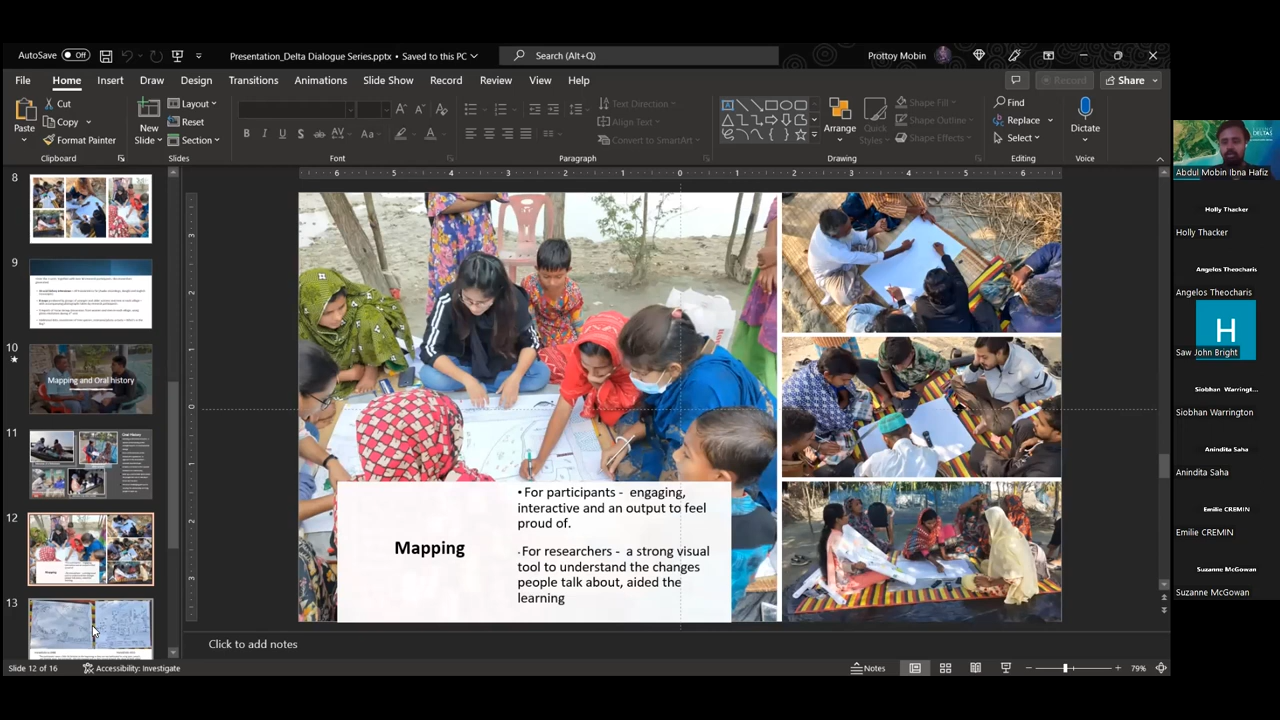 AutoSave
Off
Presentation_Delta Dialogue Series.pptx • Saved to this PC
Search (Alt+Q)
Prottoy Mobin
File
Home
Insert
Draw
Design
Transitions
Animations
Slide Show
Record
Review
View
Help
Record
Share
Paste
Cut
Copy
Format Painter
Clipboard
New
Slide
Layout
Reset
Section
Slides
Font
Text Direction
Align Text
Convert to SmartArt
Paragraph
Arrange
Quick
Styles
Shape Fill
Shape Outline
Shape Effects
Drawing
Find
Replace
Select
Editing
Dictate
Voice
8
9
10
Mapping and Oral history
11
Oral History
12
13
Mapping
• For participants - engaging,
interactive and an output to feel
proud of.
For researchers - a strong visual
tool to understand the changes
people talk about, aided the
learning
Click to add notes
Slide 12 of 16
Accessibility: Investigate
Notes
79%
DELTAS
Abdul Mobin Ibna Hafiz
Holly Thacker
Holly Thacker
Angelos Theocharis
Angelos Theocharis
H
Saw John Bright
Siobhan Warringt...
Siobhan Warrington
Anindita Saha
Anindita Saha
Emilie CREMIN
Emilie CREMIN
Suzanne McGowan
Suzanne McGowan